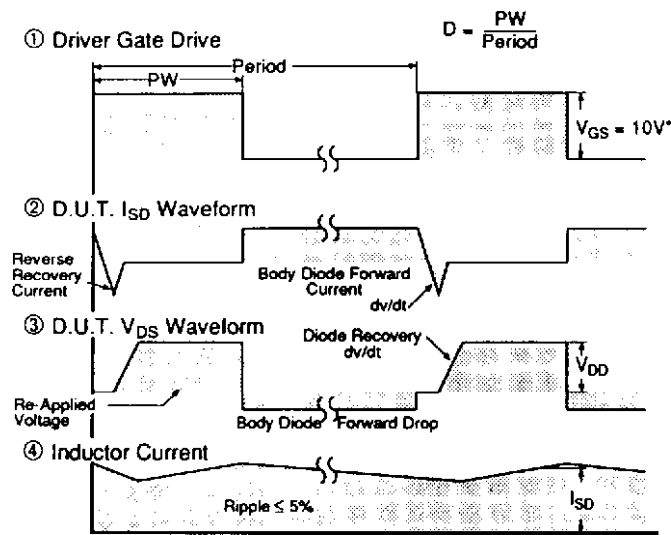 ① Driver Gate Drive
D = PW / Period
Period
PW
V_GS = 10V*
② D.U.T. I_SD Waveform
Reverse
Recovery
Current
Body Diode Forward
Current
dv/dt
③ D.U.T. V_DS Waveform
Diode Recovery
dv/dt
V_DD
Re-Applied
Voltage
Body Diode Forward Drop
④ Inductor Current
Ripple ≤ 5%
I_SD